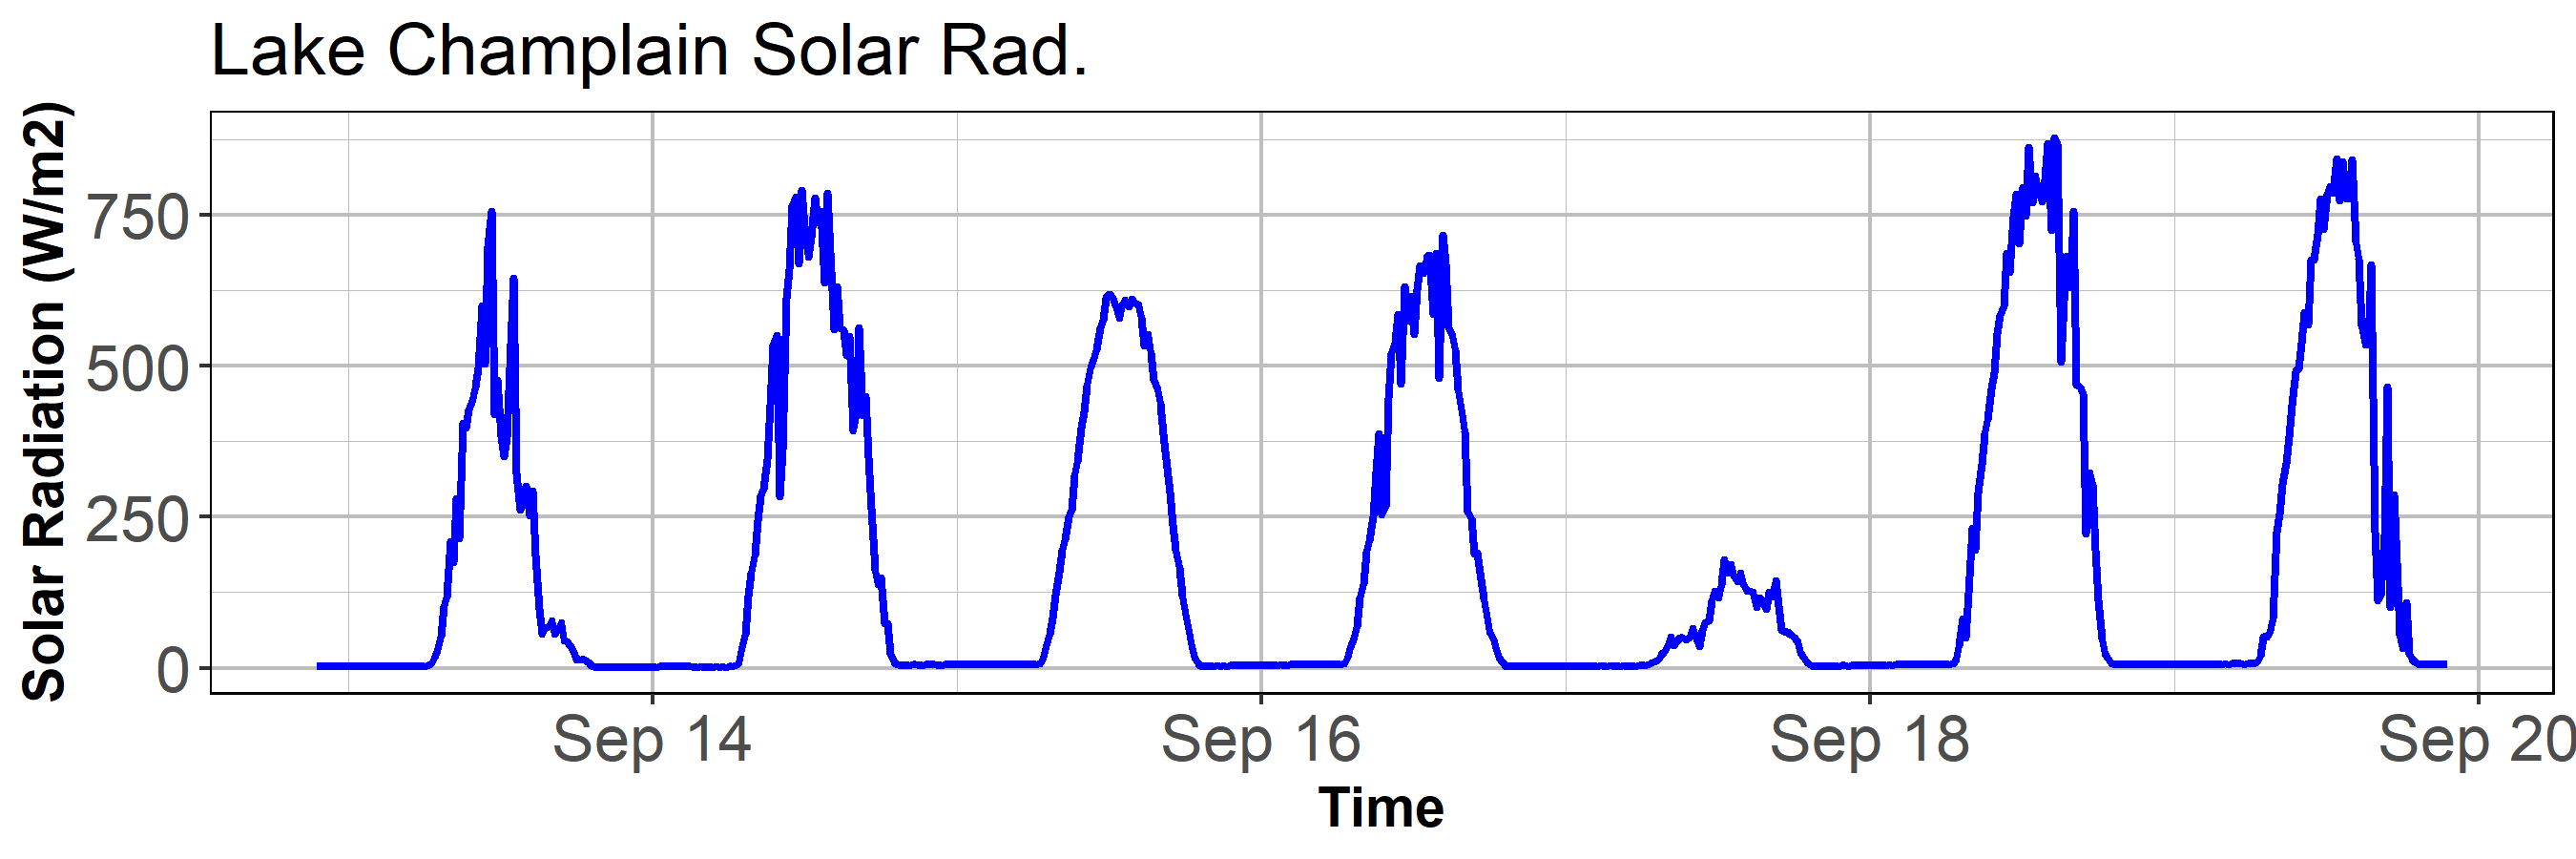 Lake Champlain Solar Rad.
Solar Radiation (W/m2)
750
500
250
0
Sep 14
Sep 16
Sep 18
Sep 20
Time